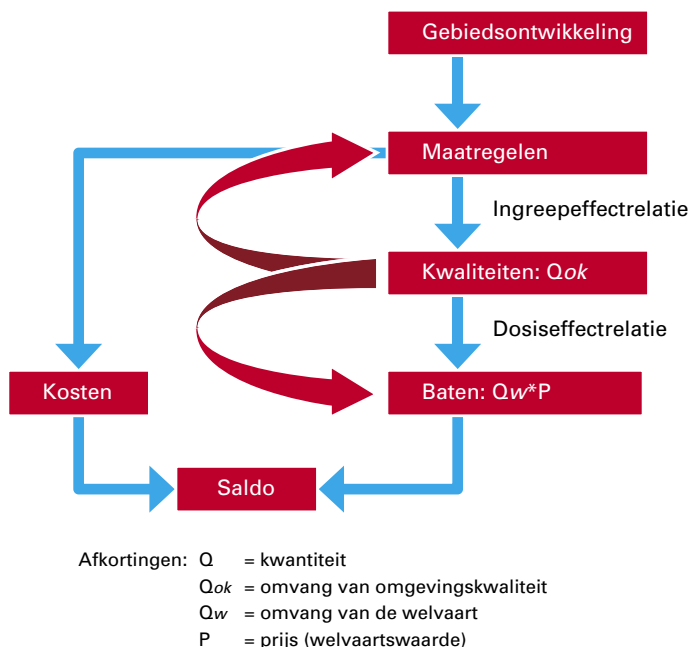 Gebiedsontwikkeling
Maatregelen
Ingreepeffectrelatie
Kwaliteiten: Qok
Dosiseffectrelatie
Kosten
Baten: Qw*P
Saldo
Afkortingen: Q = kwantiteit
Qok = omvang van omgevingskwaliteit
Qw = omvang van de welvaart
P = prijs (welvaartswaarde)